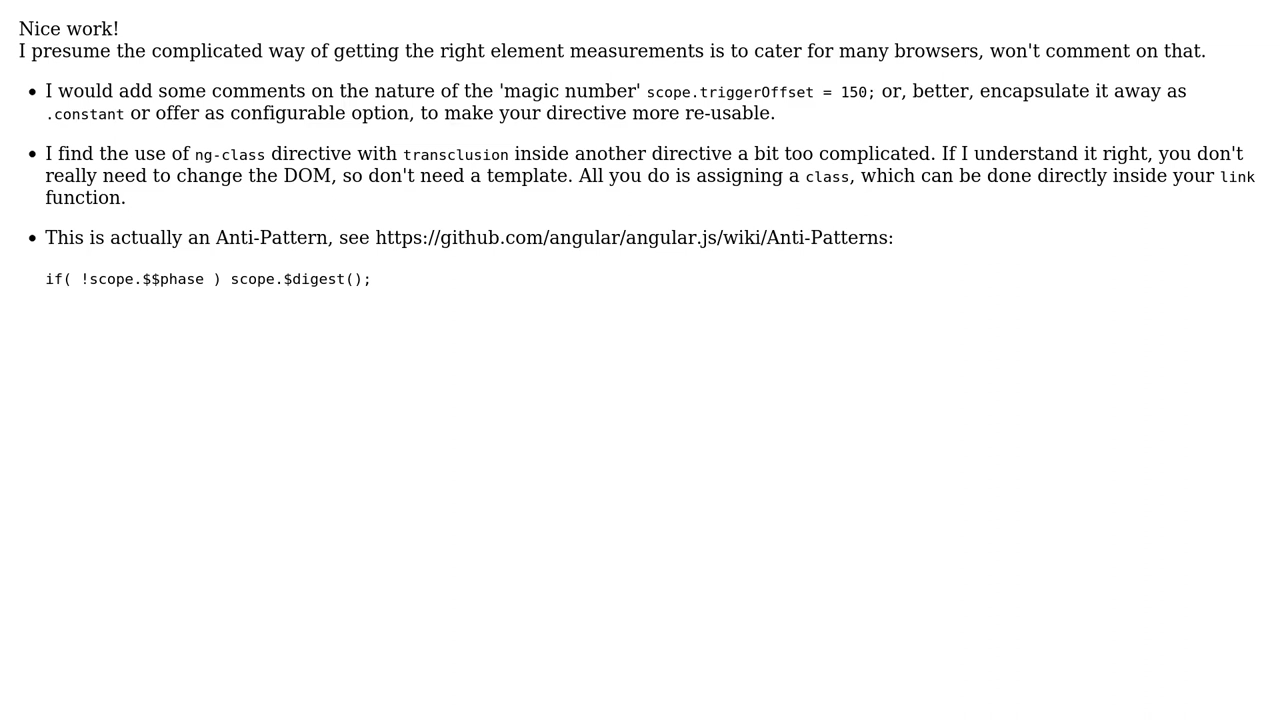 Nice work!
I presume the complicated way of getting the right element measurements is to cater for many browsers, won't comment on that.
• I would add some comments on the nature of the 'magic number' scope.triggerOffset = 150; or, better, encapsulate it away as
.constant or offer as configurable option, to make your directive more re-usable.
• I find the use of ng-class directive with transclusion inside another directive a bit too complicated. If I understand it right, you don't
really need to change the DOM, so don't need a template. All you do is assigning a class, which can be done directly inside your link
function.
• This is actually an Anti-Pattern, see https://github.com/angular/angular.js/wiki/Anti-Patterns:
if( !scope.$$phase ) scope.$digest();